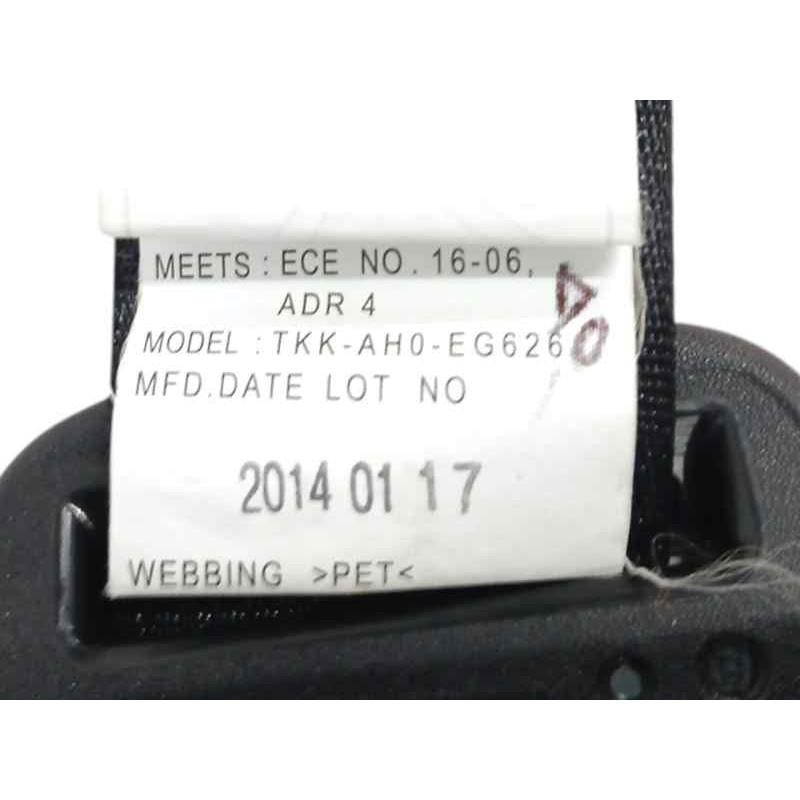 MEETS : ECE NO. 16-06,
ADR 4
MODEL : TKK-AH0-EG626
MFD.DATE LOT NO
2014 01 17
WEBBING >PET<